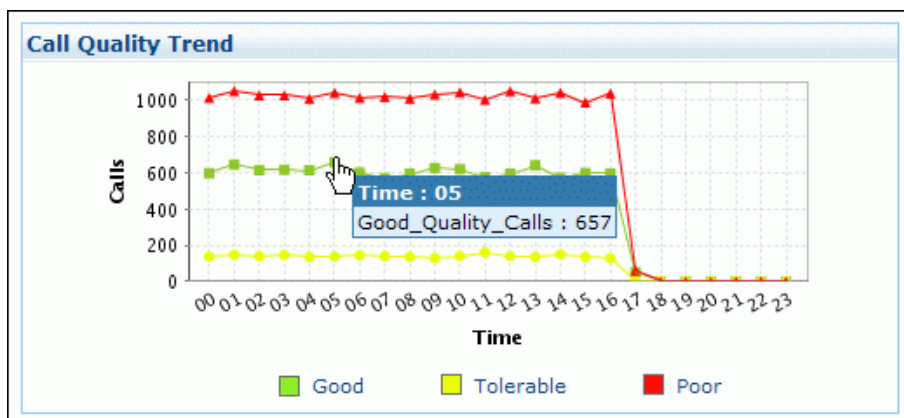 Call Quality Trend
1000
800
600
400
200
0
Calls
Time : 05
Good_Quality_Calls : 657
00 01 02 03 04 05 06 07 08 09 10 11 12 13 14 15 16 17 18 19 20 21 22 23
Time
Good Tolerable Poor